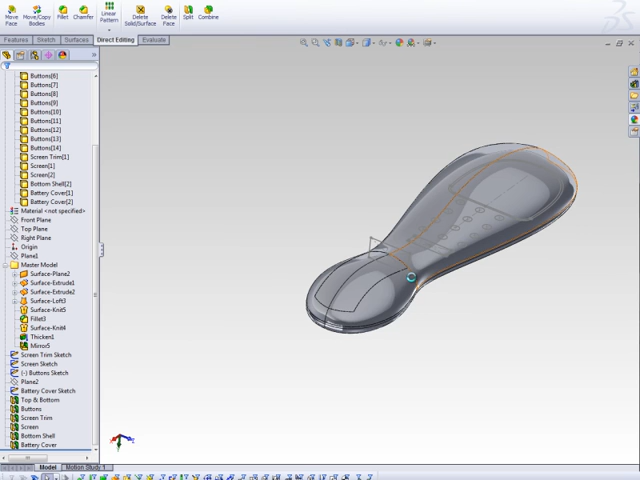 Move Face
Move/Copy Bodies
Fillet
Chamfer
Linear Pattern
Delete Solid/Surface
Delete Face
Split
Combine
Features
Sketch
Surfaces
Direct Editing
Evaluate
Buttons[6]
Buttons[7]
Buttons[8]
Buttons[9]
Buttons[10]
Buttons[11]
Buttons[12]
Buttons[13]
Buttons[14]
Screen Trim[1]
Screen[1]
Screen[2]
Bottom Shell[2]
Battery Cover[1]
Battery Cover[2]
Material <not specified>
Front Plane
Top Plane
Right Plane
Origin
Plane1
Master Model
Surface-Plane2
Surface-Extrude1
Surface-Extrude2
Surface-Loft3
Surface-Knit5
Fillet3
Surface-Knit4
Thicken1
Mirror5
Screen Trim Sketch
Screen Sketch
(-) Buttons Sketch
Plane2
Battery Cover Sketch
Top & Bottom
Buttons
Screen Trim
Screen
Bottom Shell
Battery Cover
Model
Motion Study 1